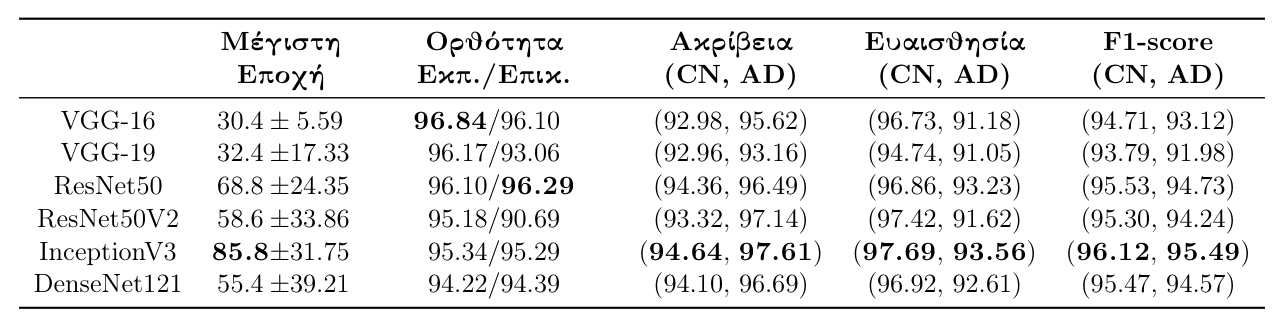 Μέγιστη Ορθότητα Ακρίβεια Ευαισθησία F1-score
Εποχή Εκπ./Επικ. (CN, AD) (CN, AD) (CN, AD)
VGG-16 30.4 ± 5.59 96.84/96.10 (92.98, 95.62) (96.73, 91.18) (94.71, 93.12)
VGG-19 32.4 ±17.33 96.17/93.06 (92.96, 93.16) (94.74, 91.05) (93.79, 91.98)
ResNet50 68.8 ±24.35 96.10/96.29 (94.36, 96.49) (96.86, 93.23) (95.53, 94.73)
ResNet50V2 58.6 ±33.86 95.18/90.69 (93.32, 97.14) (97.42, 91.62) (95.30, 94.24)
InceptionV3 85.8±31.75 95.34/95.29 (94.64, 97.61) (97.69, 93.56) (96.12, 95.49)
DenseNet121 55.4 ±39.21 94.22/94.39 (94.10, 96.69) (96.92, 92.61) (95.47, 94.57)